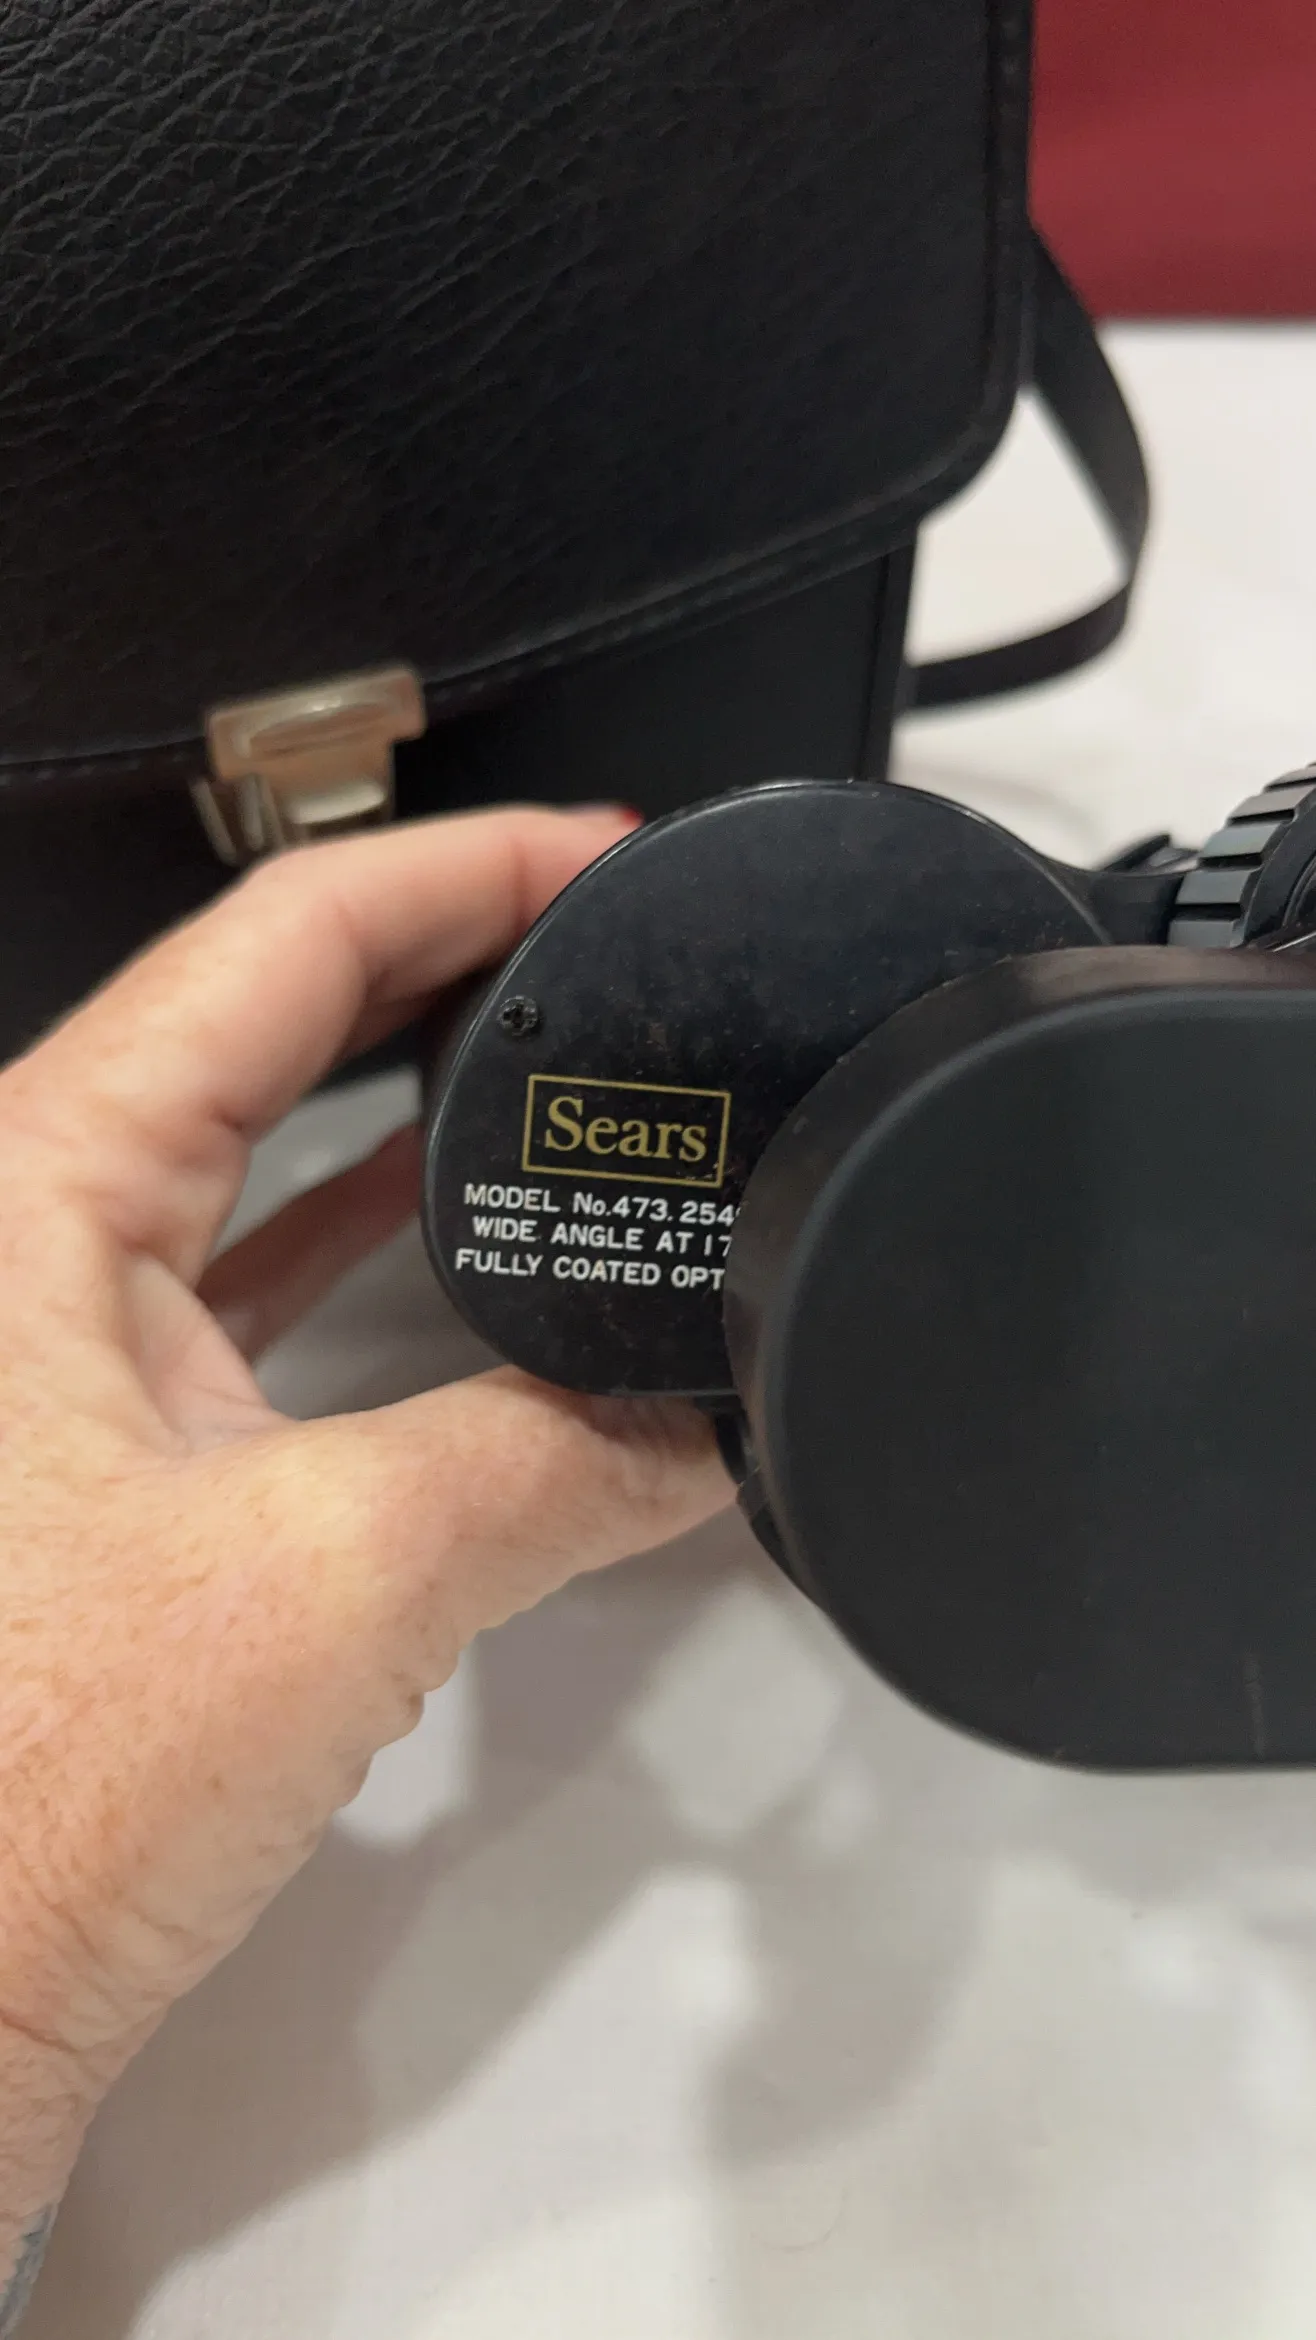 Sears
MODEL No.473.254
WIDE ANGLE AT 17
FULLY COATED OPT